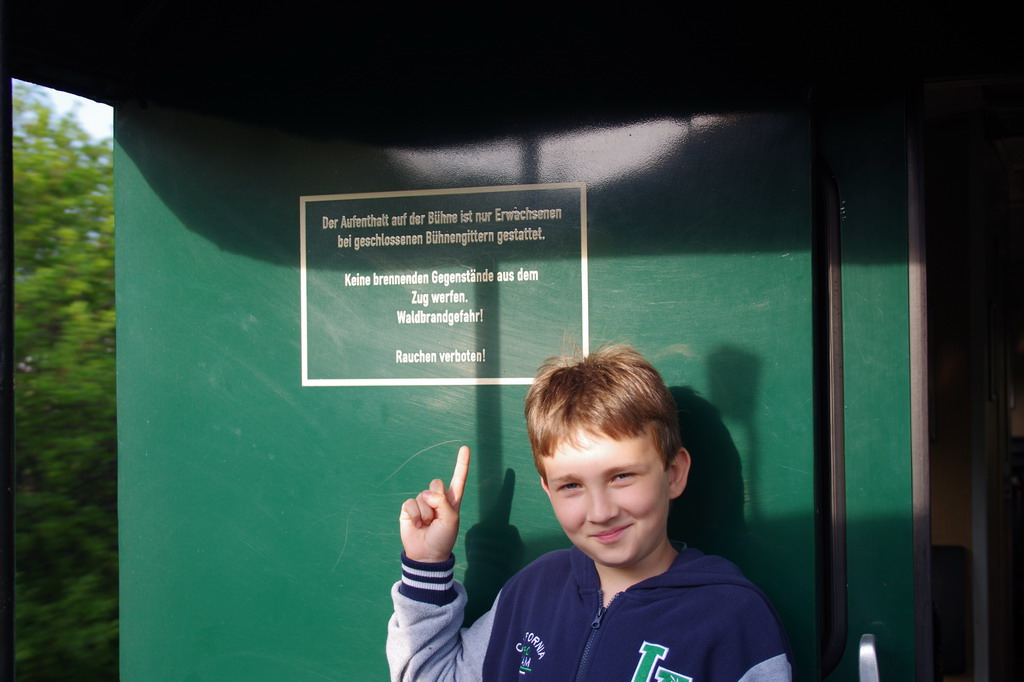 Der Aufenthalt auf der Bühne ist nur Erwachsenen
bei geschlossenen Bühnengittern gestattet.
Keine brennenden Gegenstände aus dem
Zug werfen.
Waldbrandgefahr!
Rauchen verboten!